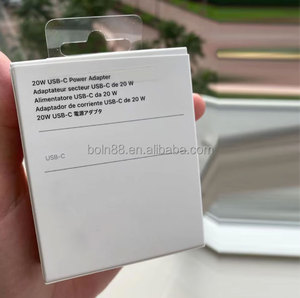 20W USB-C Power Adapter
Adaptateur secteur USB-C de 20 W
Alimentatore USB-C da 20 W
Adaptador de corriente USB-C de 20 W
20W USB-C 電源アダプタ
USB-C
boln88.en.alibaba.com